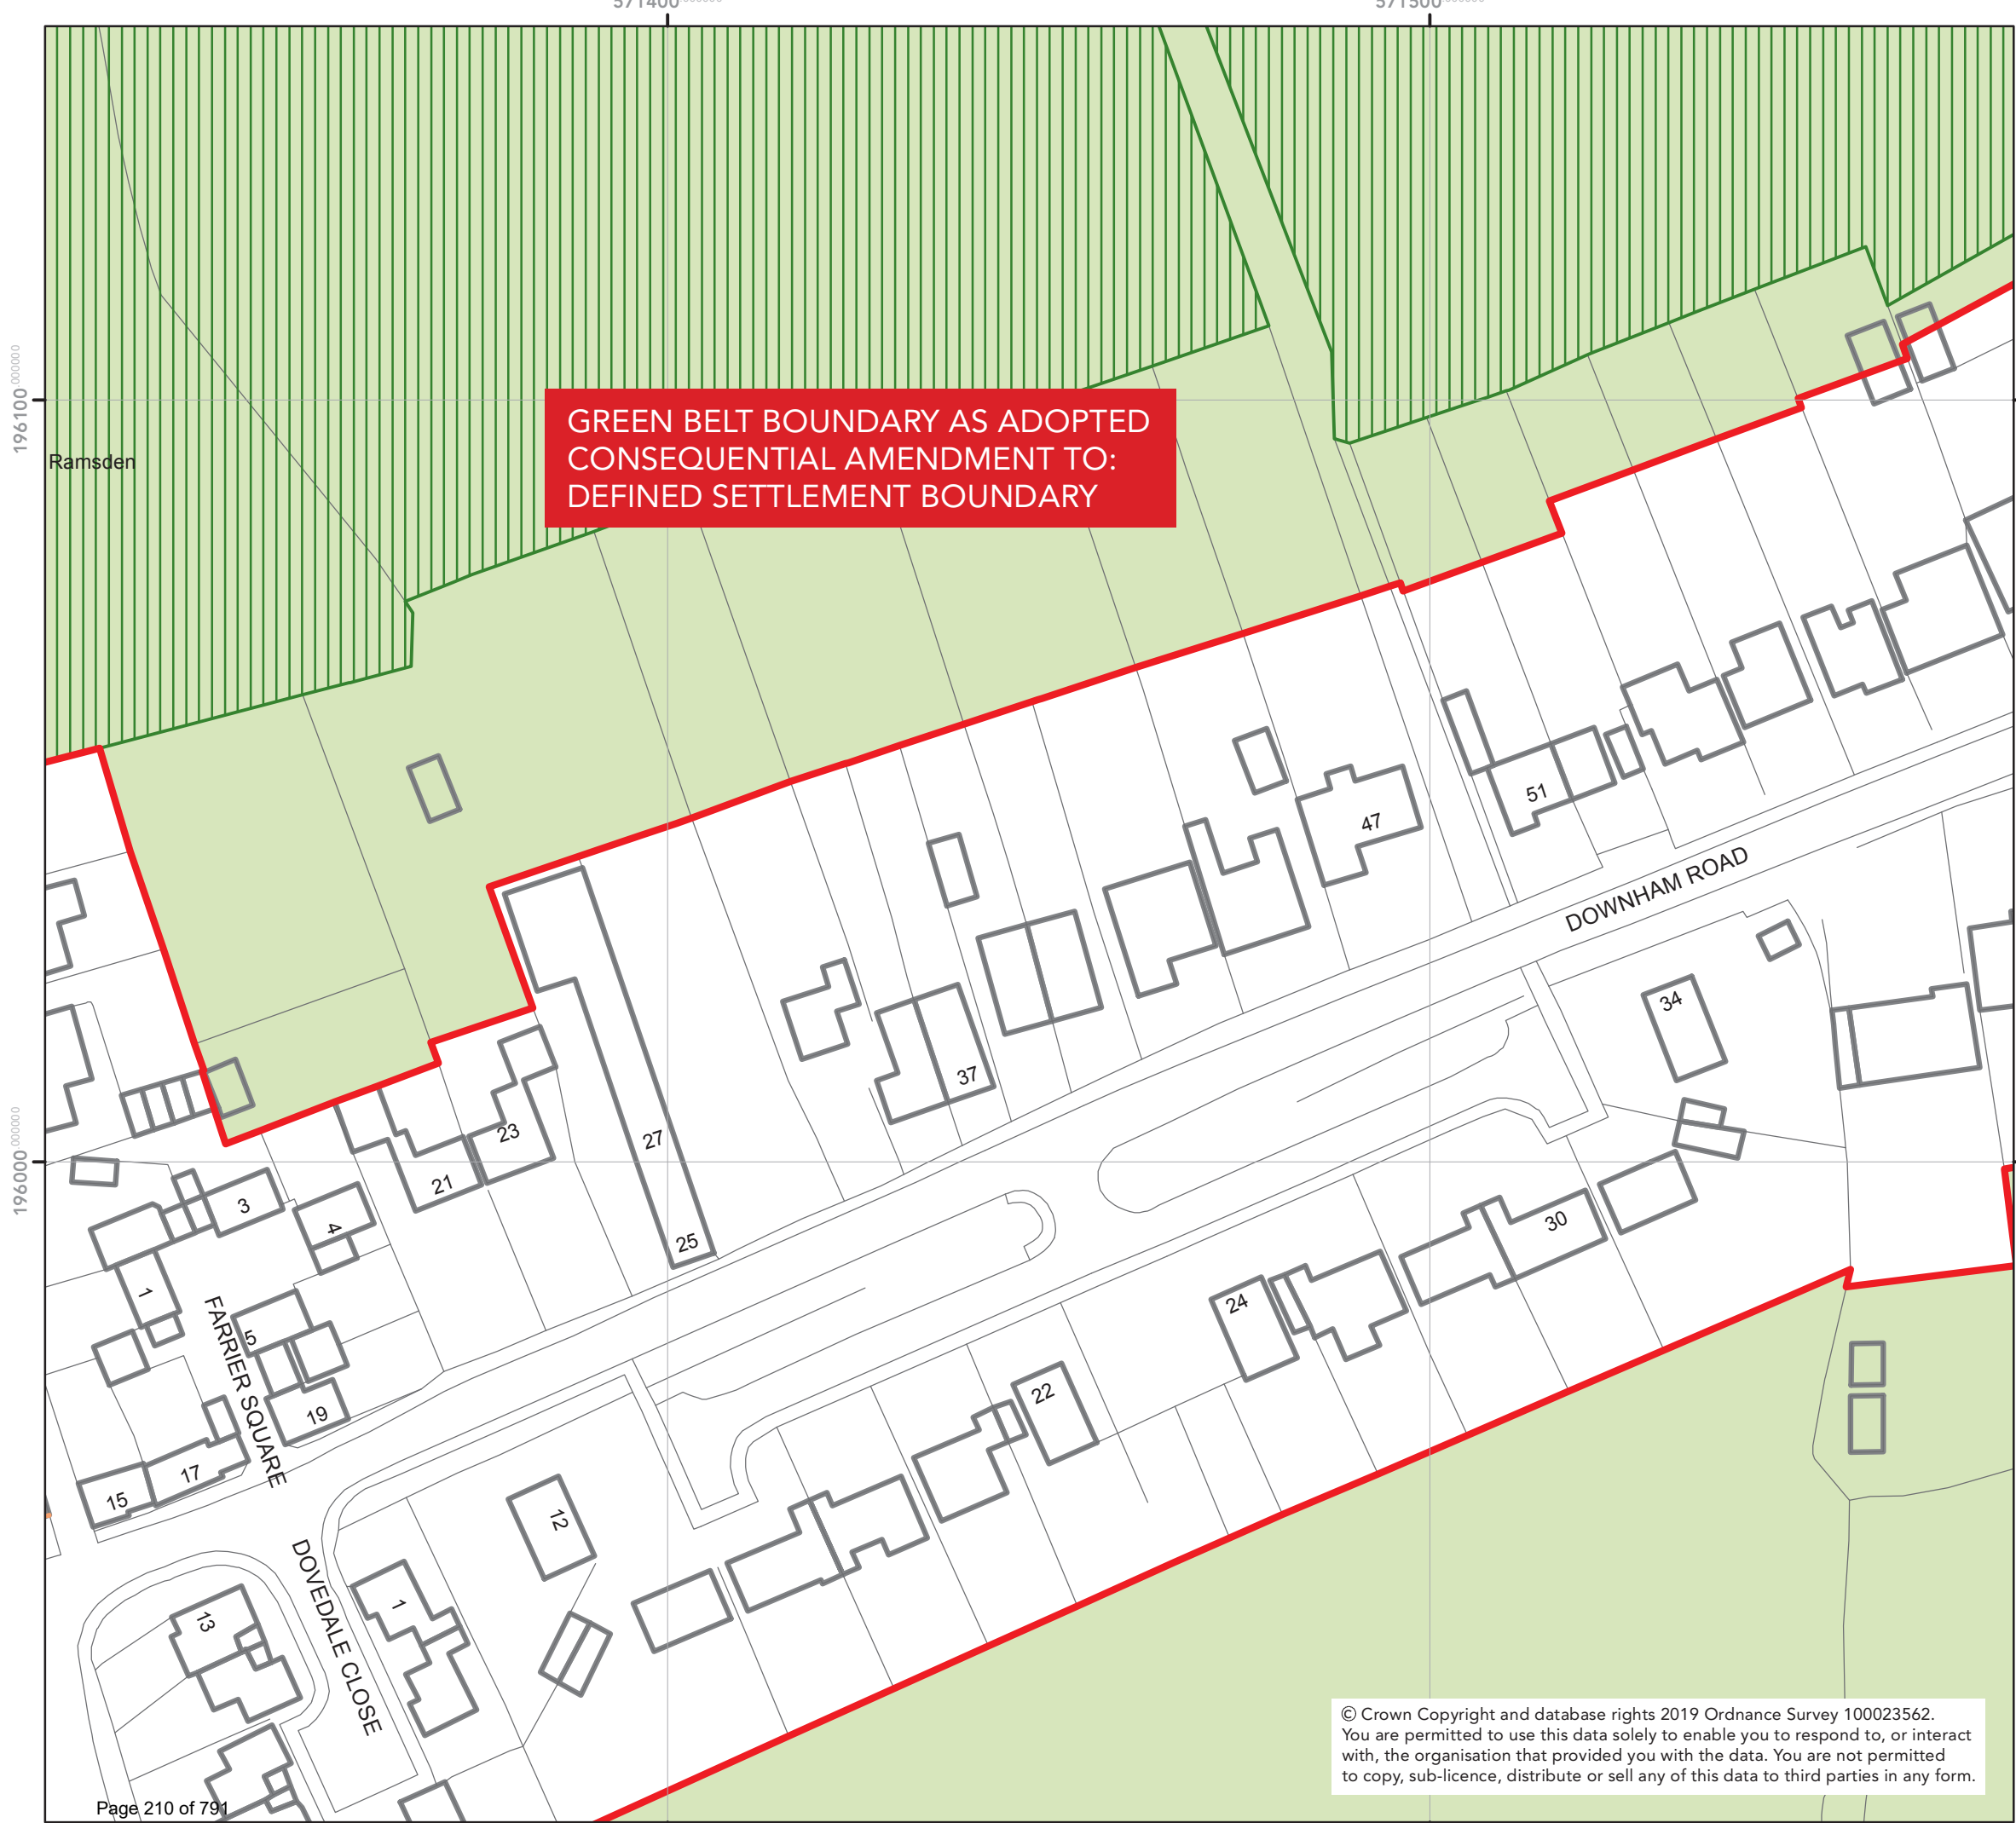 571400
571500
196100
000000
Ramsden
GREEN BELT BOUNDARY AS ADOPTED
CONSEQUENTIAL AMENDMENT TO:
DEFINED SETTLEMENT BOUNDARY
47
51
DOWNHAM ROAD
34
37
27
25
23
21
196000
000000
3
4
1
5
FARRIER SQUARE
19
17
15
30
24
22
12
DOVEDALE CLOSE
1
13
© Crown Copyright and database rights 2019 Ordnance Survey 100023562.
You are permitted to use this data solely to enable you to respond to, or interact
with, the organisation that provided you with the data. You are not permitted
to copy, sub-licence, distribute or sell any of this data to third parties in any form.
Page 210 of 791